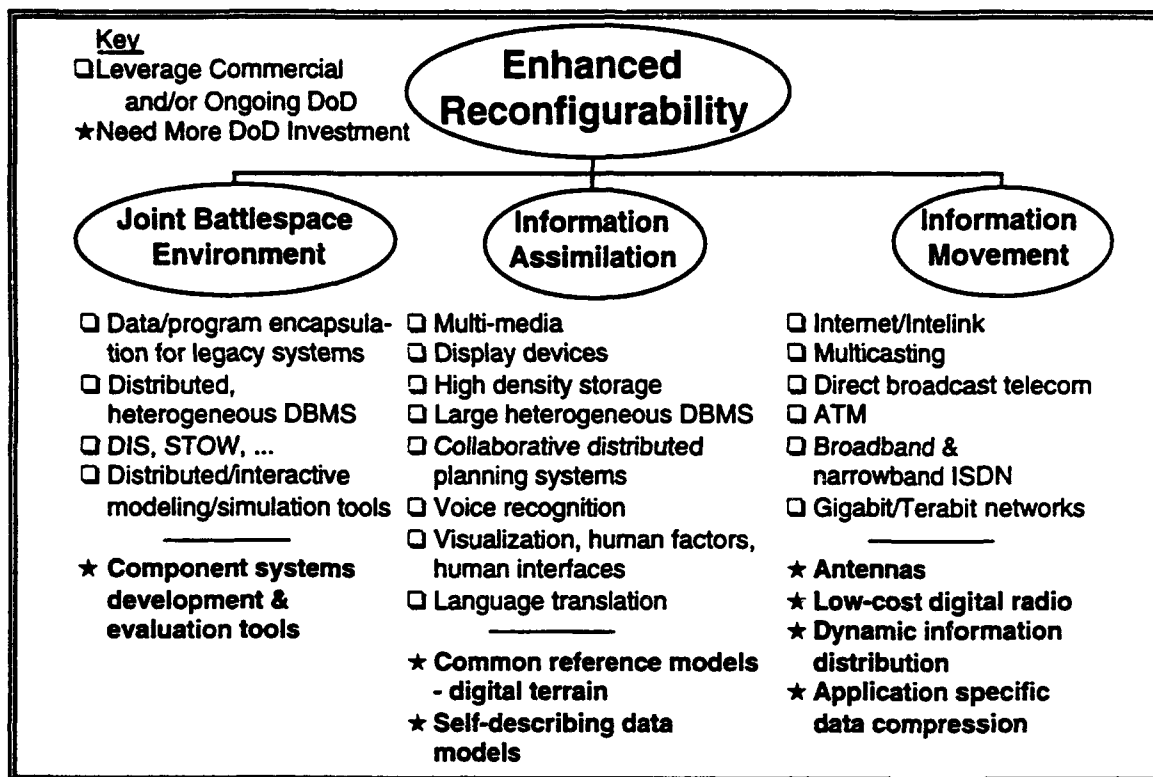 Key
❑Leverage Commercial
and/or Ongoing DoD
★Need More DoD Investment
Enhanced
Reconfigurability
Joint Battlespace
Environment
❑ Data/program encapsula-
tion for legacy systems
❑ Distributed,
heterogeneous DBMS
❑ DIS, STOW, ...
❑ Distributed/interactive
modeling/simulation tools
★ Component systems
development &
evaluation tools
Information
Assimilation
❑ Multi-media
❑ Display devices
❑ High density storage
❑ Large heterogeneous DBMS
❑ Collaborative distributed
planning systems
❑ Voice recognition
❑ Visualization, human factors,
human interfaces
❑ Language translation
★ Common reference models
- digital terrain
★ Self-describing data
models
Information
Movement
❑ Internet/Intelink
❑ Multicasting
❑ Direct broadcast telecom
❑ ATM
❑ Broadband &
narrowband ISDN
❑ Gigabit/Terabit networks
★ Antennas
★ Low-cost digital radio
★ Dynamic information
distribution
★ Application specific
data compression